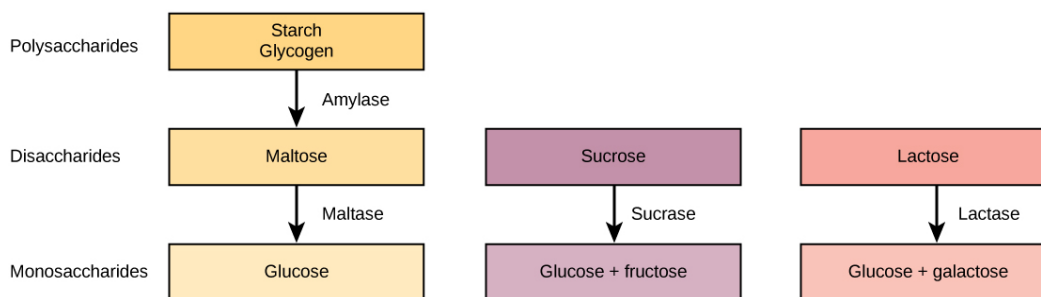 Polysaccharides
Starch
Glycogen
Amylase
Disaccharides
Maltose
Sucrose
Lactose
Maltase
Sucrase
Lactase
Monosaccharides
Glucose
Glucose + fructose
Glucose + galactose